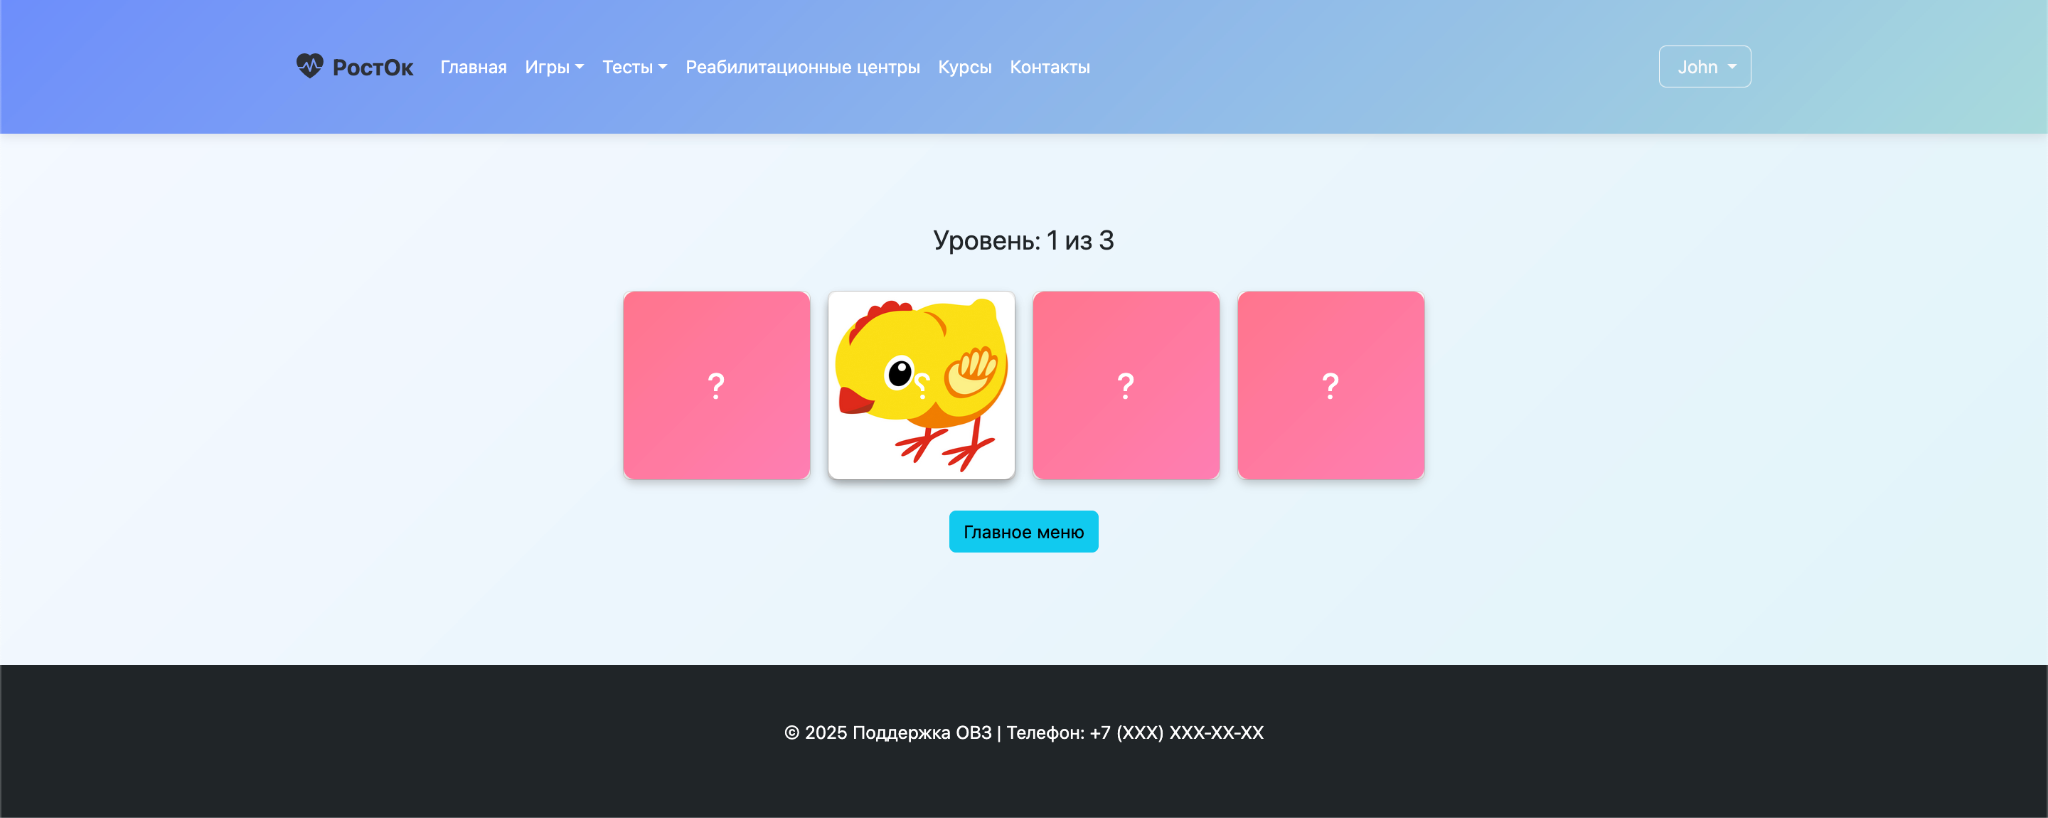 РостОк Главная Игры Тесты Реабилитационные центры Курсы Контакты John
Уровень: 1 из 3
? ? ? ?
Главное меню
© 2025 Поддержка ОВЗ | Телефон: +7 (XXX) XXX-XX-XX